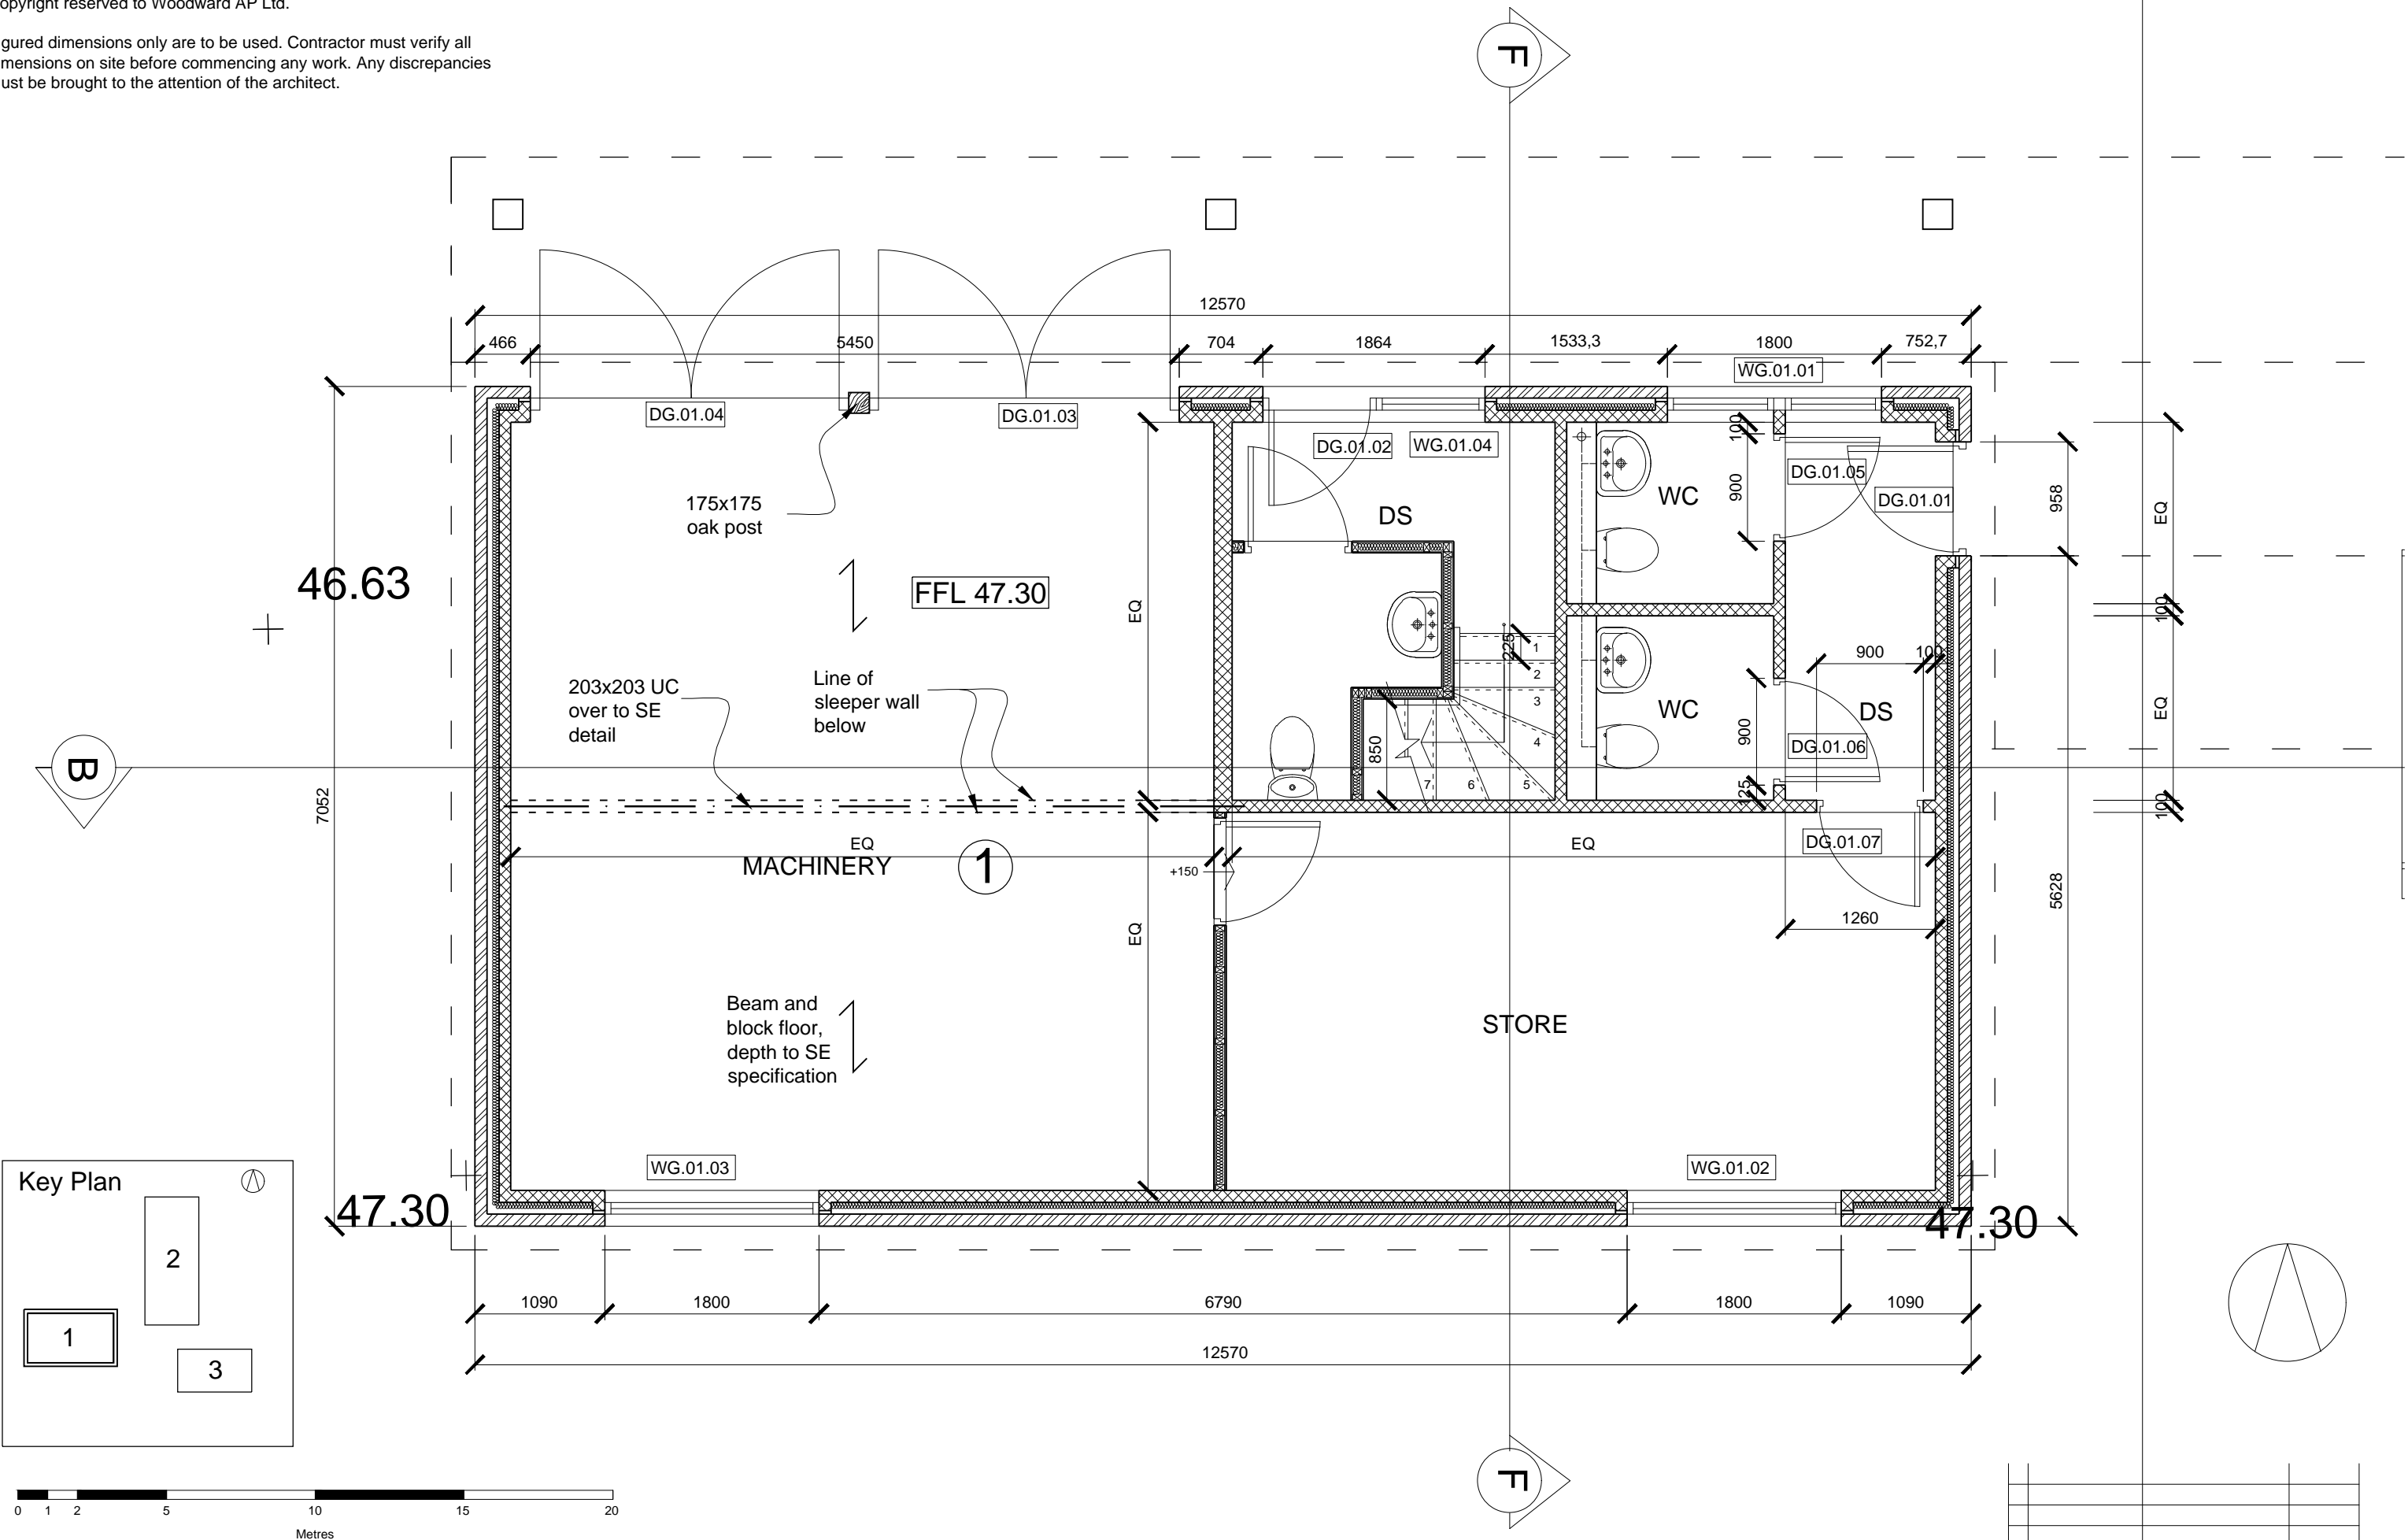 opyright reserved to Woodward AP Ltd.
gured dimensions only are to be used. Contractor must verify all
mensions on site before commencing any work. Any discrepancies
ust be brought to the attention of the architect.
F
12570
466
5450
704
1864
1533,3
1800
752,7
WG.01.01
DG.01.04
DG.01.03
DG.01.02
WG.01.04
100
DG.01.05
DG.01.01
WC
900
958
EQ
175x175
oak post
DS
46.63
FFL 47.30
EQ
100
225
1
2
3
4
5
6
7
900
100
203x203 UC
over to SE
detail
Line of
sleeper wall
below
WC
DS
EQ
850
900
DG.01.06
B
7052
125
100
EQ
MACHINERY
1
+150
EQ
DG.01.07
5628
1260
EQ
Beam and
block floor,
depth to SE
specification
STORE
WG.01.03
WG.01.02
Key Plan
2
1
3
47.30
47.30
1090
1800
6790
1800
1090
12570
F
0 1 2 5 10 15 20
Metres